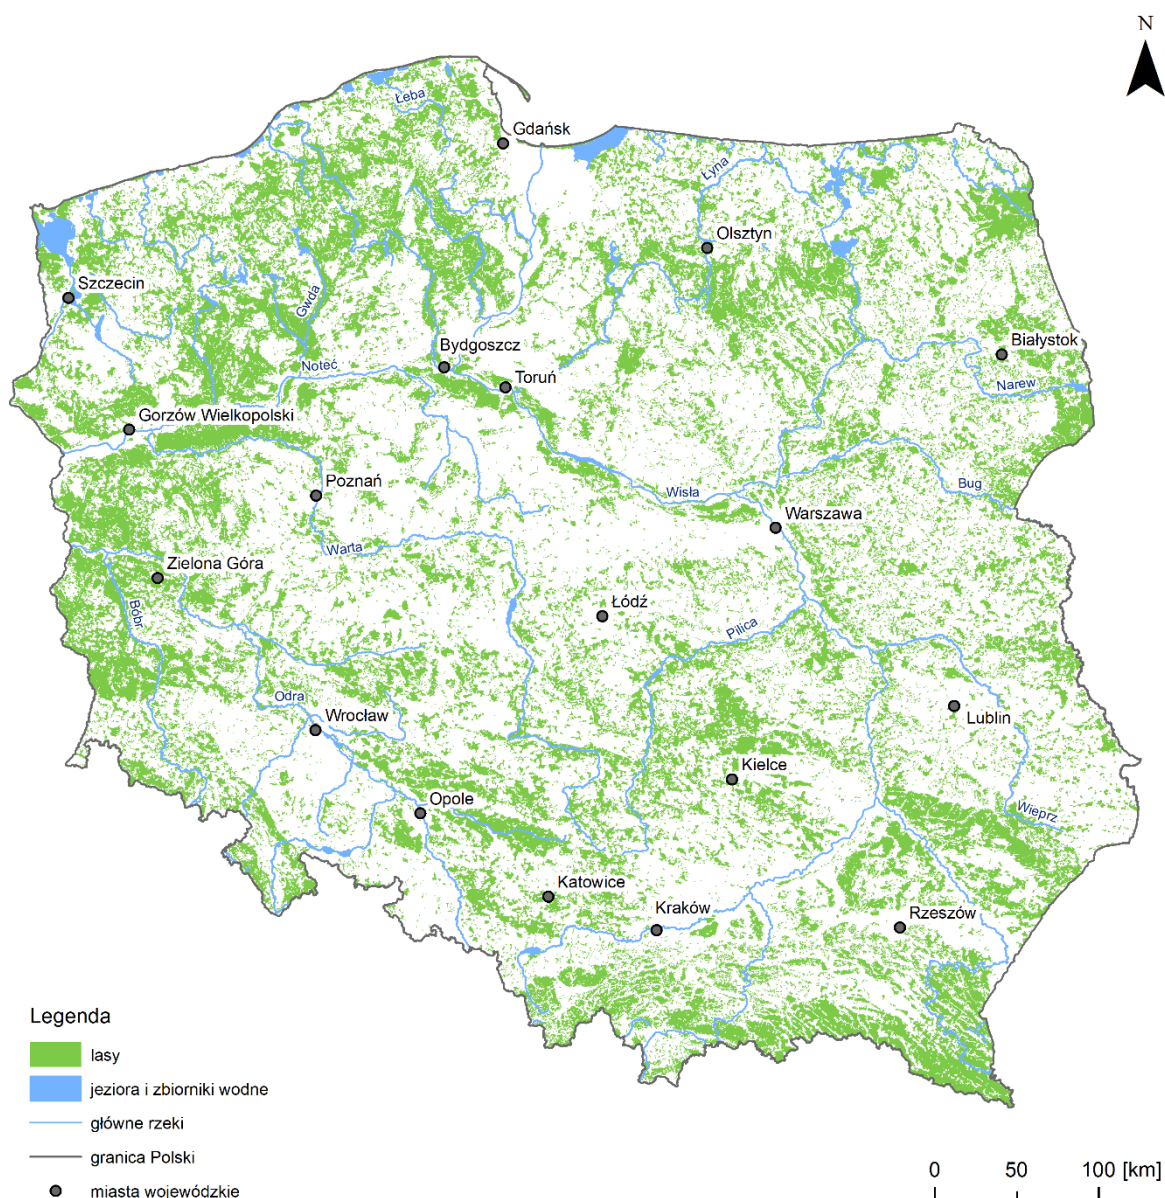 N
Łeba
Gdańsk
Łyna
Olsztyn
Szczecin
Gwda
Białystok
Bydgoszcz
Noteć
Toruń
Narew
Gorzów Wielkopolski
Poznań
Wisła
Bug
Warszawa
Warta
Zielona Góra
Bóbr
Łódź
Pilica
Odra
Wrocław
Lublin
Kielce
Opole
Wieprz
Katowice
Kraków
Rzeszów
Legenda
lasy
jeziora i zbiorniki wodne
główne rzeki
granica Polski
miasta wojewódzkie
0 50 100 [km]